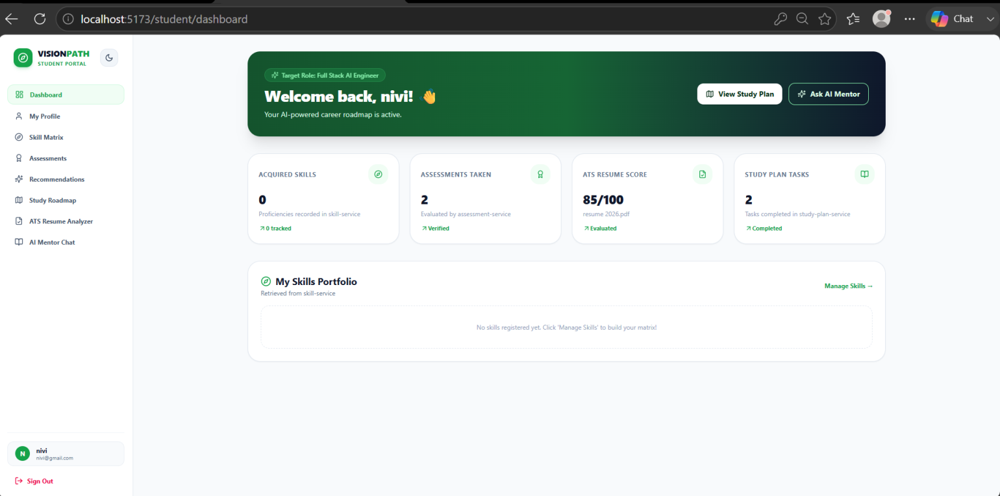 localhost:5173/student/dashboard
Chat
VISIONPATH
STUDENT PORTAL
Dashboard
My Profile
Skill Matrix
Assessments
Recommendations
Study Roadmap
ATS Resume Analyzer
AI Mentor Chat
N
nivi
nivi@gmail.com
Sign Out
Target Role: Full Stack AI Engineer
Welcome back, nivi! 👋
Your AI-powered career roadmap is active.
View Study Plan
Ask AI Mentor
ACQUIRED SKILLS
0
Proficiencies recorded in skill-service
0 tracked
ASSESSMENTS TAKEN
2
Evaluated by assessment-service
Verified
ATS RESUME SCORE
85/100
resume 2026.pdf
Evaluated
STUDY PLAN TASKS
2
Tasks completed in study-plan-service
Completed
My Skills Portfolio
Retrieved from skill-service
Manage Skills →
No skills registered yet. Click 'Manage Skills' to build your matrix!